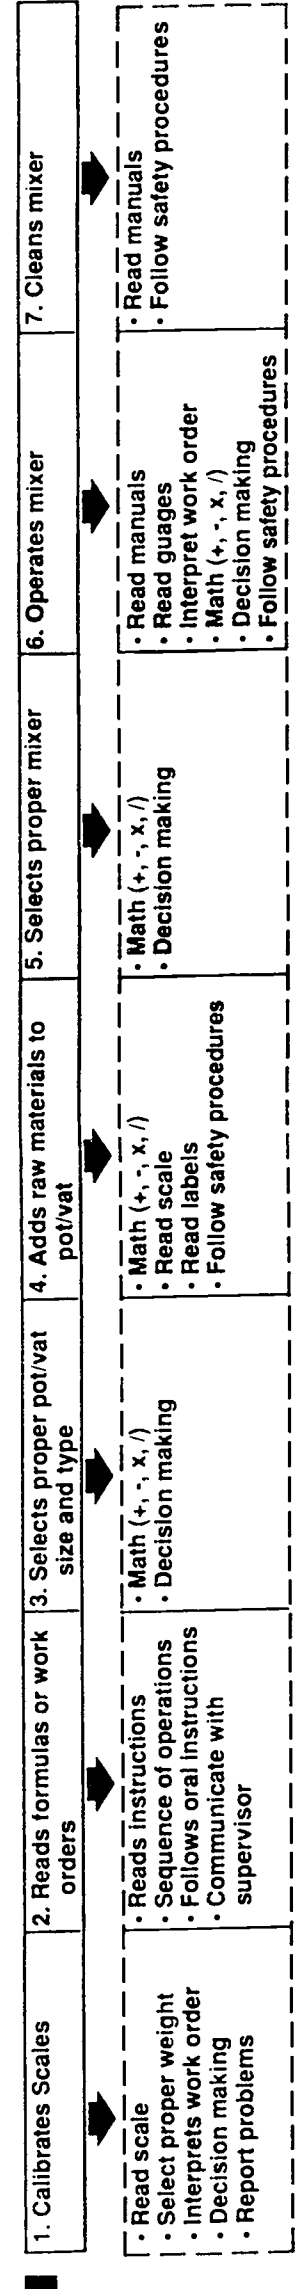 1. Calibrates Scales
• Read scale
• Select proper weight
• Interprets work order
• Decision making
• Report problems
2. Reads formulas or work
orders
• Reads instructions
• Sequence of operations
• Follows oral instructions
• Communicate with
supervisor
3. Selects proper pot/vat
size and type
• Math (+, -, x, /)
• Decision making
4. Adds raw materials to
pot/vat
• Math (+, -, x, /)
• Read scale
• Read labels
• Follow safety procedures
5. Selects proper mixer
• Math (+, -, x, /)
• Decision making
6. Operates mixer
• Read manuals
• Read guages
• Interpret work order
• Math (+, -, x, /)
• Decision making
• Follow safety procedures
7. Cleans mixer
• Read manuals
• Follow safety procedures